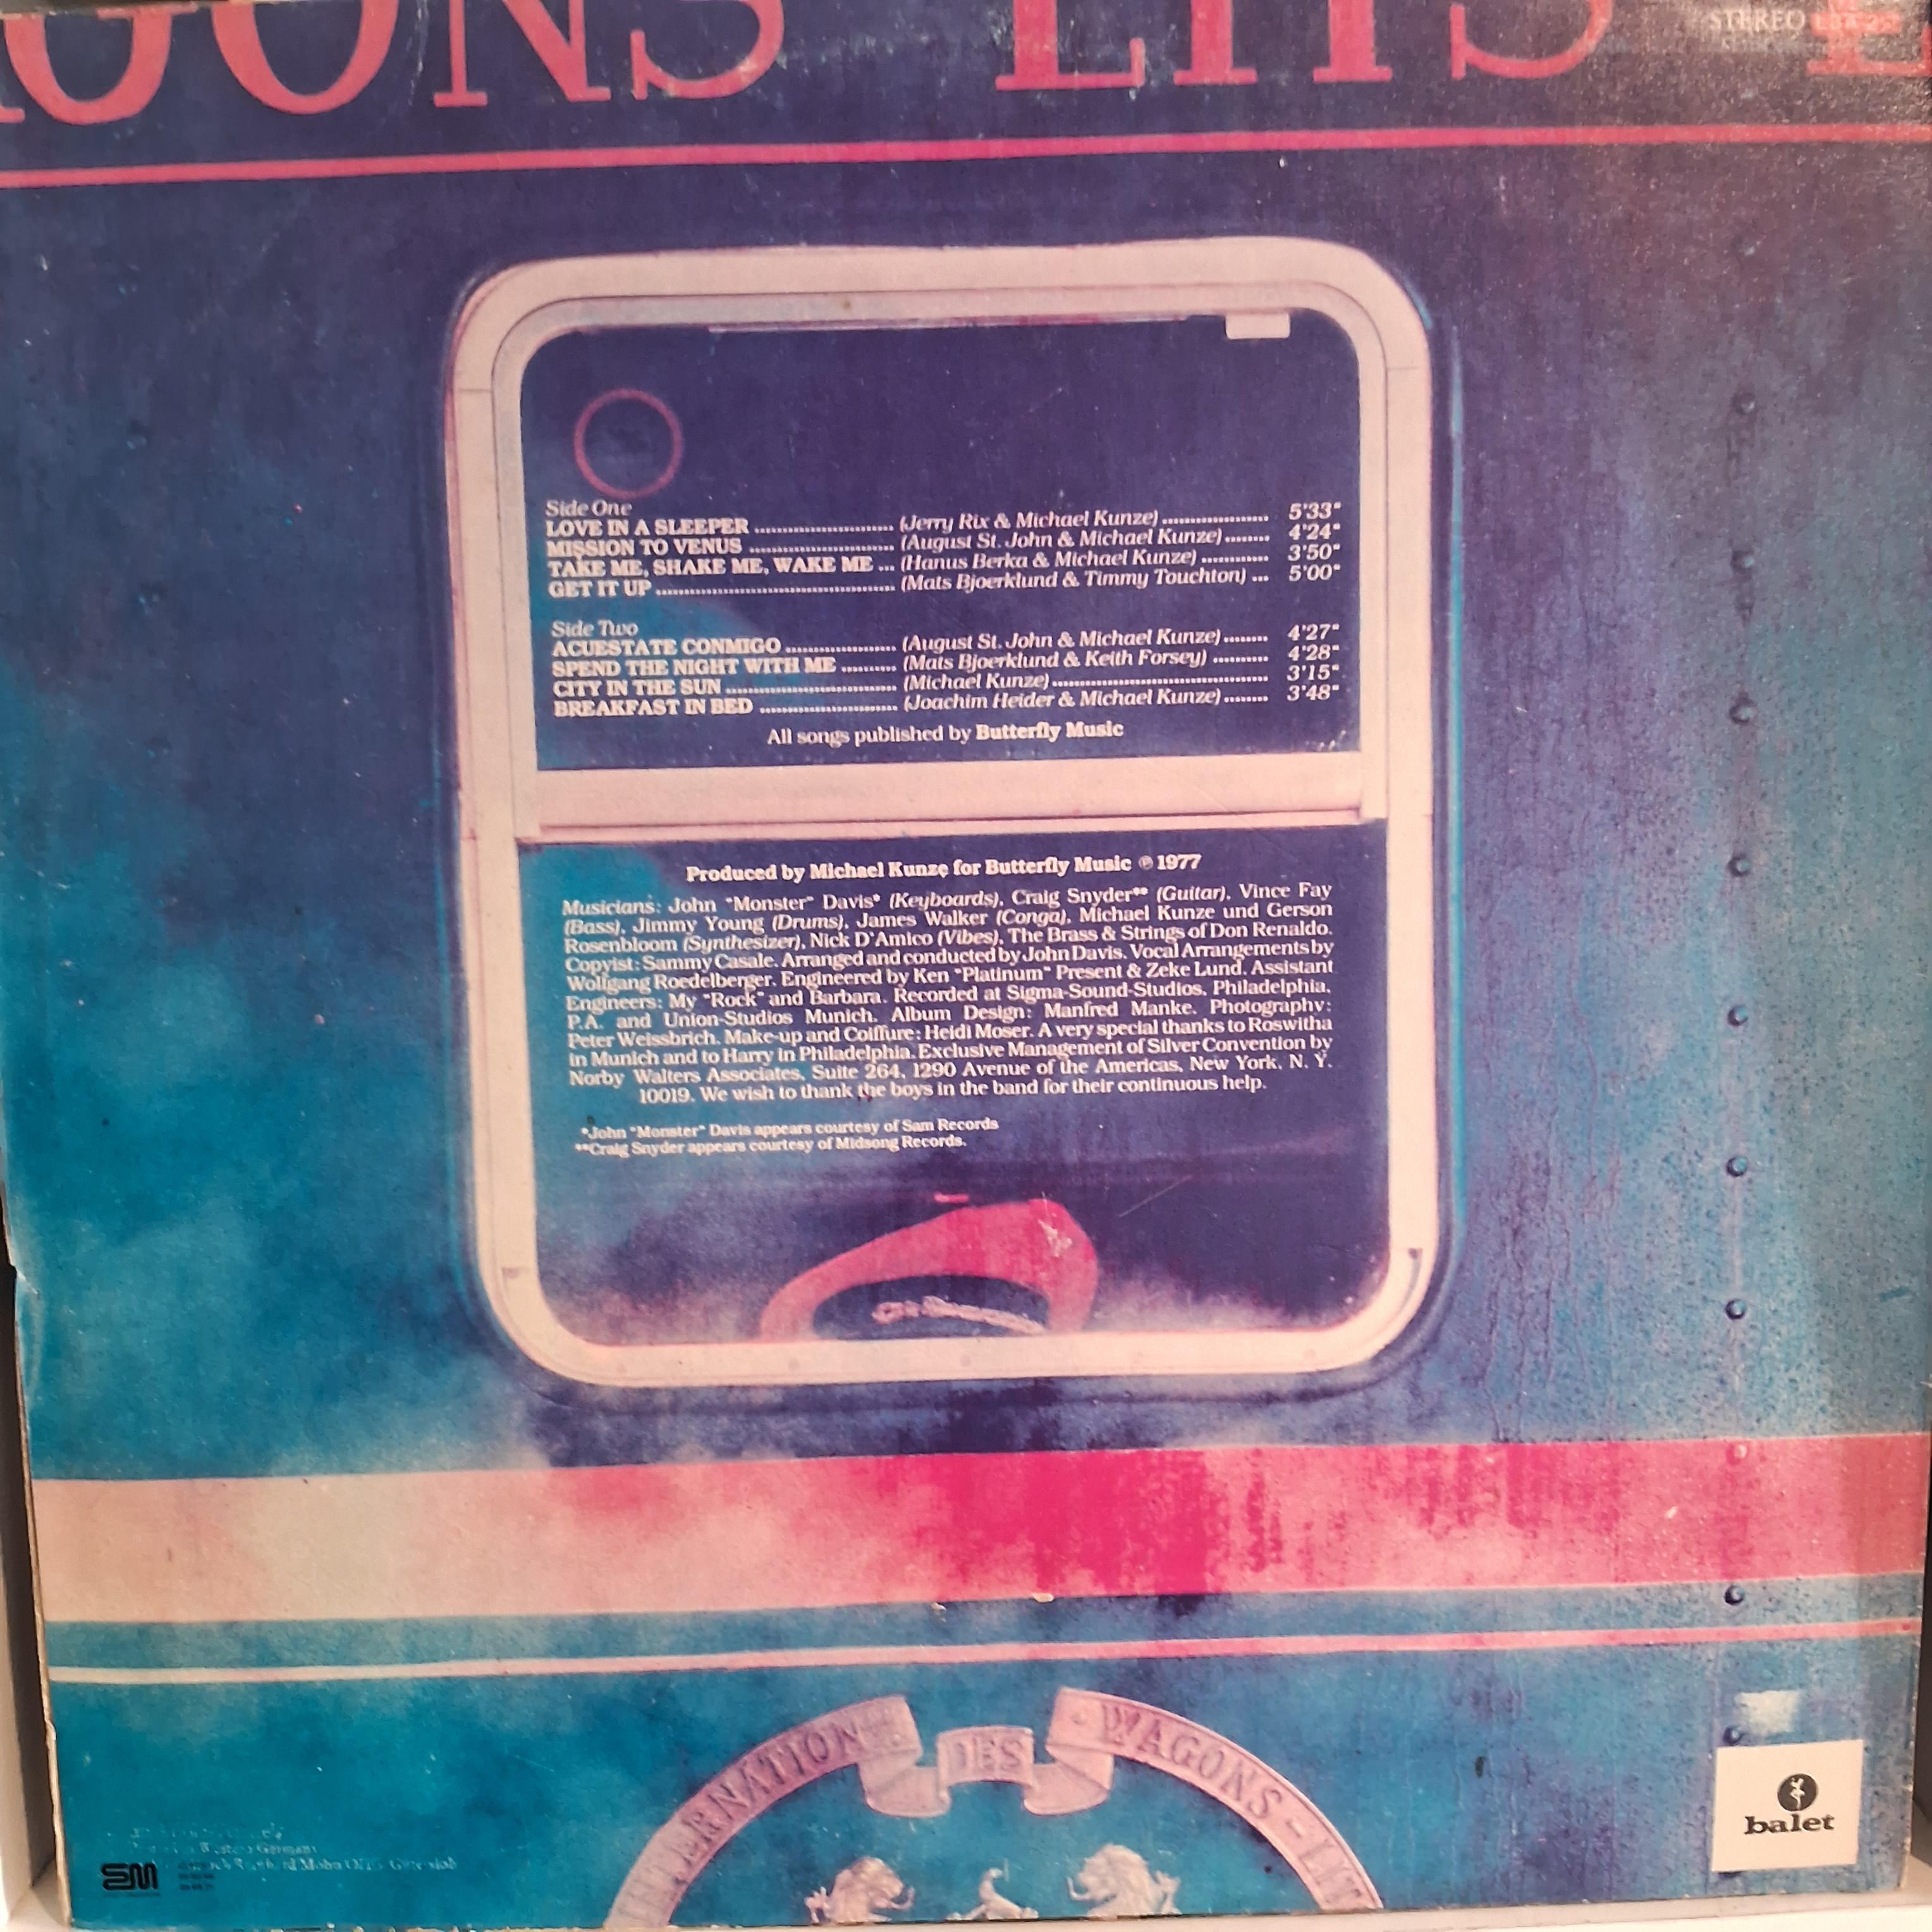 AGONS LITS E
STEREO
Side One
LOVE IN A SLEEPER (Jerry Rix & Michael Kunze) 5'33"
MISSION TO VENUS (August St. John & Michael Kunze) 4'24"
TAKE ME, SHAKE ME, WAKE ME ... (Hanus Berka & Michael Kunze) 3'50"
GET IT UP (Mats Bjoerklund & Timmy Touchton) ... 5'00"
Side Two
ACUESTATE CONMIGO (August St. John & Michael Kunze) 4'27"
SPEND THE NIGHT WITH ME (Mats Bjoerklund & Keith Forsey) 4'28"
CITY IN THE SUN (Michael Kunze) 3'15"
BREAKFAST IN BED (Joachim Heider & Michael Kunze) 3'48"
All songs published by Butterfly Music
Produced by Michael Kunze for Butterfly Music ℗ 1977
Musicians: John "Monster" Davis* (Keyboards), Craig Snyder** (Guitar), Vince Fay
(Bass), Jimmy Young (Drums), James Walker (Conga), Michael Kunze und Gerson
Rosenbloom (Synthesizer), Nick D'Amico (Vibes), The Brass & Strings of Don Renaldo.
Copyist: Sammy Casale. Arranged and conducted by John Davis. Vocal Arrangements by
Wolfgang Roedelberger. Engineered by Ken "Platinum" Present & Zeke Lund. Assistant
Engineers: My "Rock" and Barbara. Recorded at Sigma-Sound-Studios, Philadelphia,
P.A. and Union-Studios Munich. Album Design: Manfred Manke. Photography:
Peter Weissbrich. Make-up and Coiffure: Heidi Moser. A very special thanks to Roswitha
in Munich and to Harry in Philadelphia. Exclusive Management of Silver Convention by
Norby Walters Associates, Suite 264, 1290 Avenue of the Americas, New York, N. Y.
10019. We wish to thank the boys in the band for their continuous help.
*John "Monster" Davis appears courtesy of Sam Records
**Craig Snyder appears courtesy of Midsong Records.
INTERNATION DES WAGONS-LIT
Western Germany
Mohn
SM
balet